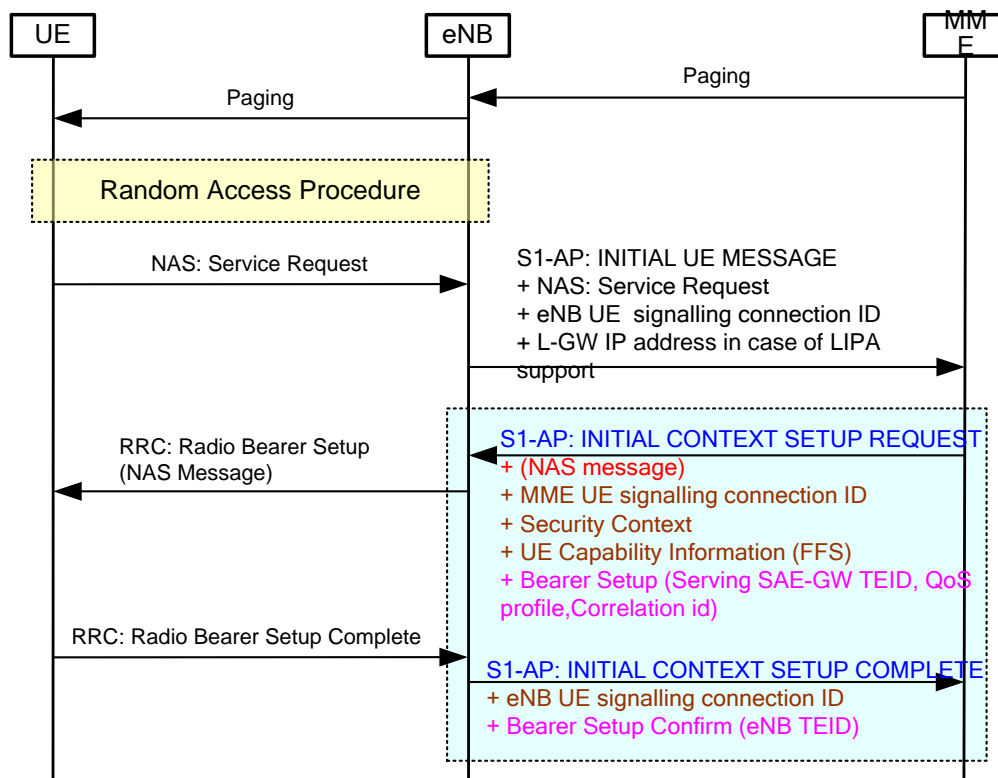 UE
eNB
MM
E
Paging
Paging
Random Access Procedure
NAS: Service Request
S1-AP: INITIAL UE MESSAGE
+ NAS: Service Request
+ eNB UE  signalling connection ID
+ L-GW IP address in case of LIPA
support
RRC: Radio Bearer Setup
(NAS Message)
S1-AP: INITIAL CONTEXT SETUP REQUEST
+ (NAS message)
+ MME UE signalling connection ID
+ Security Context
+ UE Capability Information (FFS)
+ Bearer Setup (Serving SAE-GW TEID, QoS
profile,Correlation id)
RRC: Radio Bearer Setup Complete
S1-AP: INITIAL CONTEXT SETUP COMPLETE
+ eNB UE signalling connection ID
+ Bearer Setup Confirm (eNB TEID)